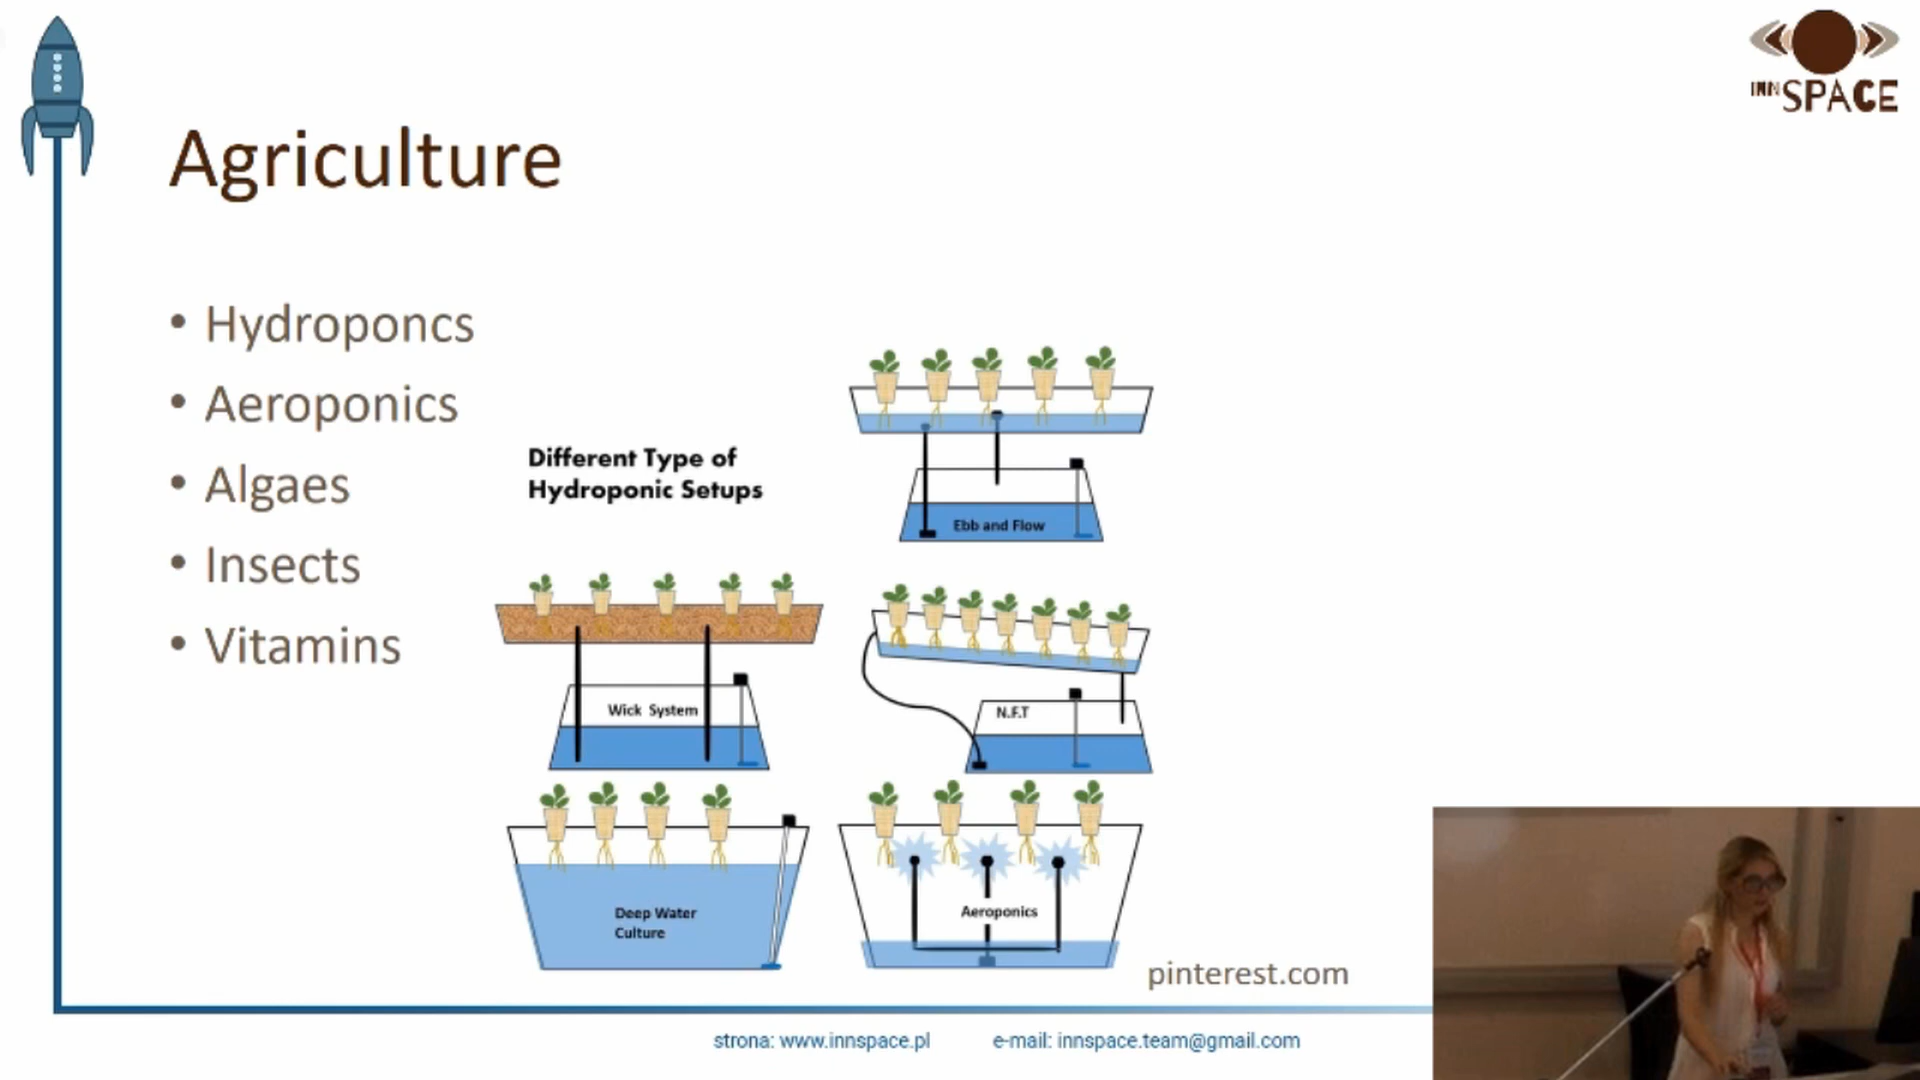 INNSPACE
Agriculture
• Hydroponcs
• Aeroponics
• Algaes
• Insects
• Vitamins
Different Type of
Hydroponic Setups
Ebb and Flow
Wick System
N.F.T
Deep Water
Culture
Aeroponics
pinterest.com
strona: www.innspace.pl e-mail: innspace.team@gmail.com